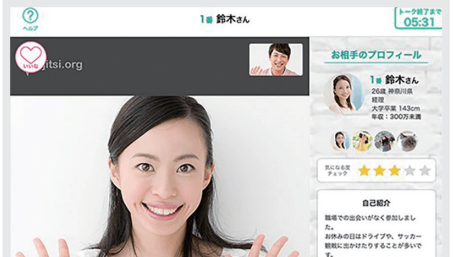 ヘルプ
1番 鈴木さん
トーク終了まで
05:31
いいな
itsi.org
お相手のプロフィール
1番 鈴木さん
26歳 神奈川県
経理
大学卒業 143cm
年収:300万未満
気になる度
チェック
自己紹介
職場での出会いがなく参加しまし
た。
お休みの日はドライブや、サッカー
観戦に出かけたりすることが多いで
す。